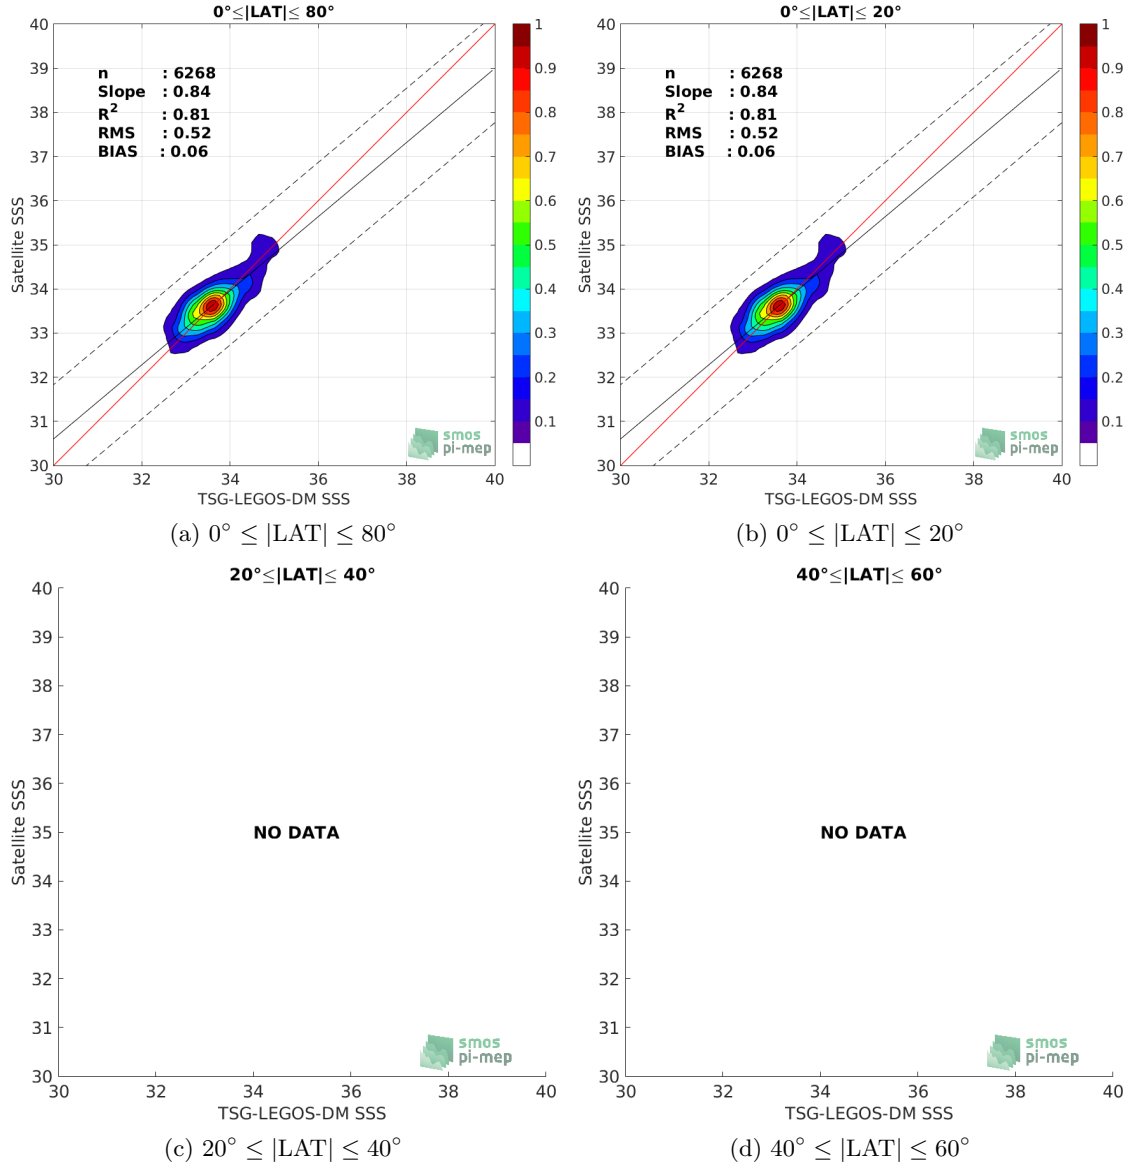 0°≤|LAT|≤ 80°
40
39
38
37
36
35
34
33
32
31
30
Satellite SSS
n : 6268
Slope : 0.84
R² : 0.81
RMS : 0.52
BIAS : 0.06
smos
pi-mep
30 32 34 36 38 40
TSG-LEGOS-DM SSS
1
0.9
0.8
0.7
0.6
0.5
0.4
0.3
0.2
0.1
(a) 0° ≤ |LAT| ≤ 80°
0°≤|LAT|≤ 20°
40
39
38
37
36
35
34
33
32
31
30
Satellite SSS
n : 6268
Slope : 0.84
R² : 0.81
RMS : 0.52
BIAS : 0.06
smos
pi-mep
30 32 34 36 38 40
TSG-LEGOS-DM SSS
1
0.9
0.8
0.7
0.6
0.5
0.4
0.3
0.2
0.1
(b) 0° ≤ |LAT| ≤ 20°
20°≤|LAT|≤ 40°
40
39
38
37
36
35
34
33
32
31
30
Satellite SSS
NO DATA
smos
pi-mep
30 32 34 36 38 40
TSG-LEGOS-DM SSS
(c) 20° ≤ |LAT| ≤ 40°
40°≤|LAT|≤ 60°
40
39
38
37
36
35
34
33
32
31
30
Satellite SSS
NO DATA
smos
pi-mep
30 32 34 36 38 40
TSG-LEGOS-DM SSS
(d) 40° ≤ |LAT| ≤ 60°